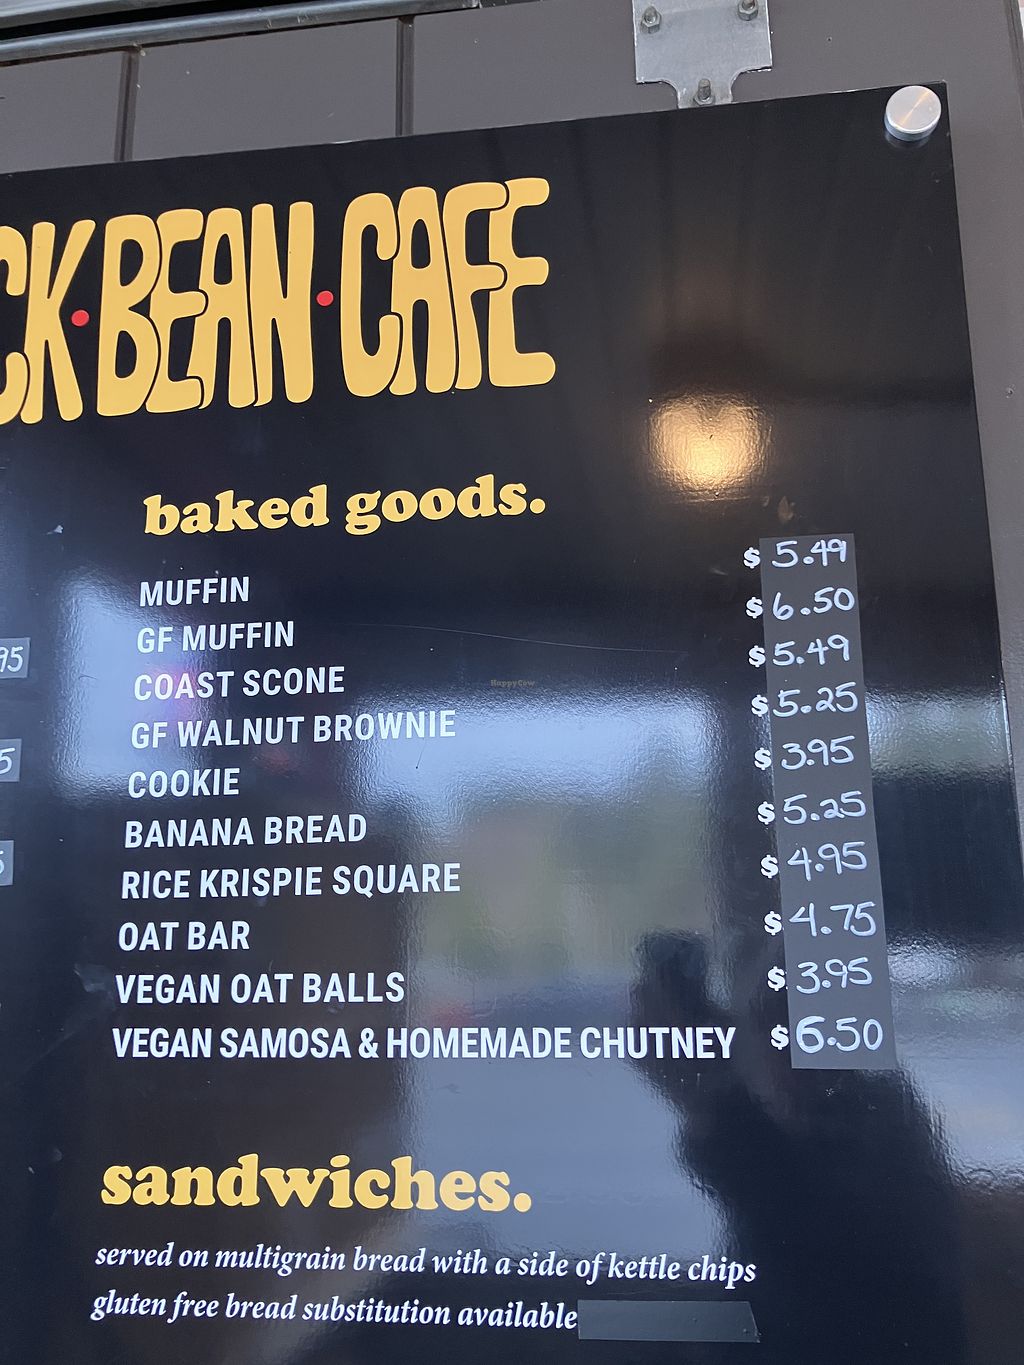 CK•BEAN•CAFE
baked goods.
MUFFIN $5.49
GF MUFFIN $6.50
COAST SCONE $5.49
GF WALNUT BROWNIE $5.25
COOKIE $3.95
BANANA BREAD $5.25
RICE KRISPIE SQUARE $4.95
OAT BAR $4.75
VEGAN OAT BALLS $3.95
VEGAN SAMOSA & HOMEMADE CHUTNEY $6.50
95
5
HappyCow
sandwiches.
served on multigrain bread with a side of kettle chips
gluten free bread substitution available